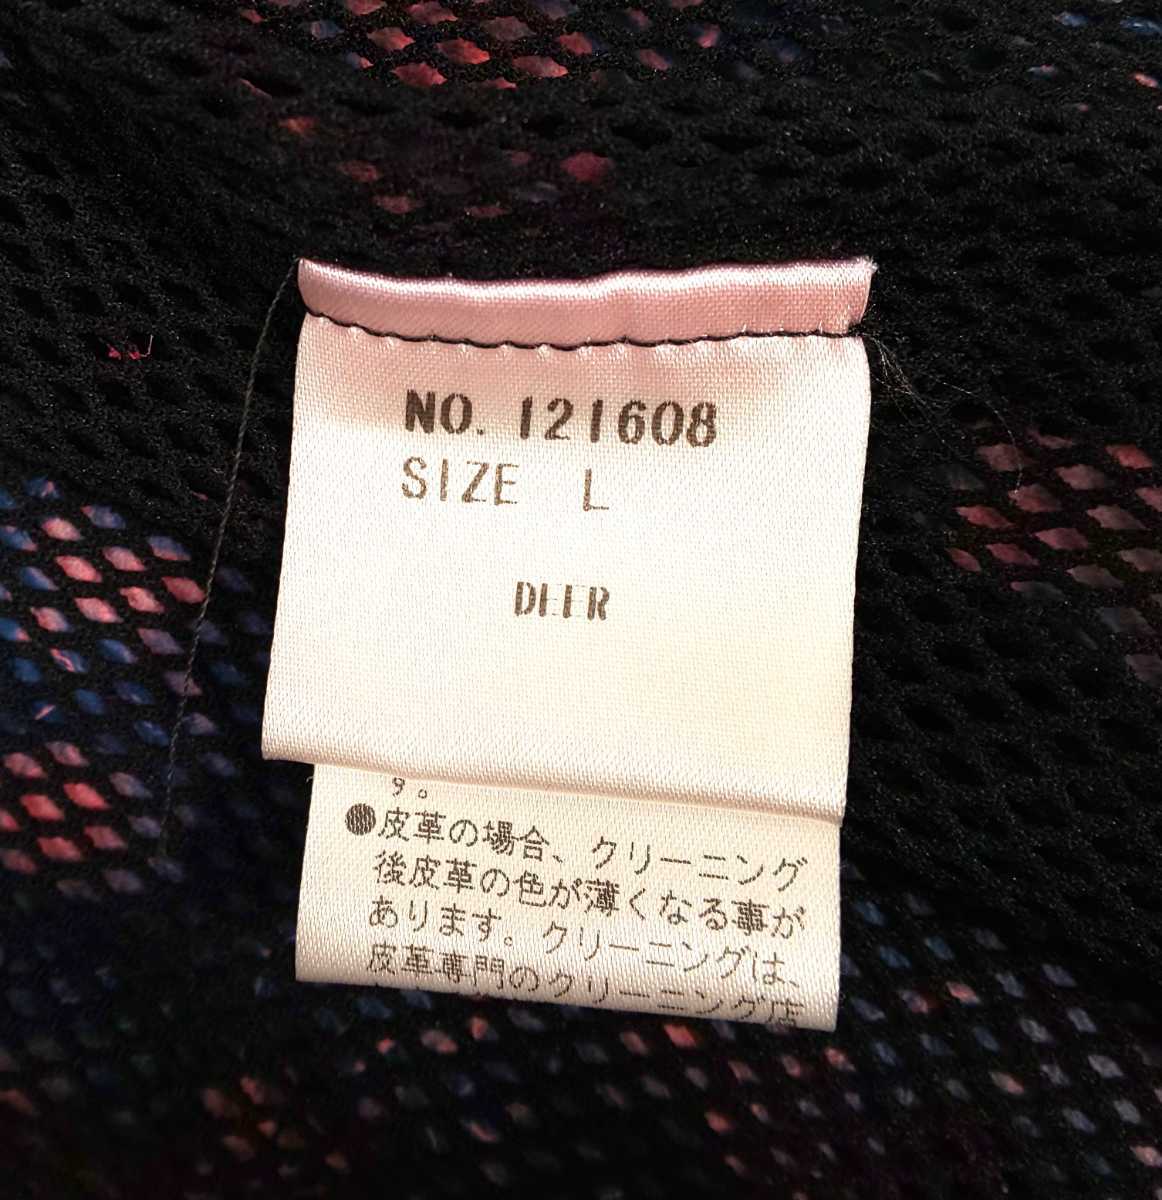 NO. 121608
SIZE L
DEER
す。
●皮革の場合、クリーニング
後皮革の色が薄くなる事が
あります。クリーニングは、
皮革専門のクリーニング店